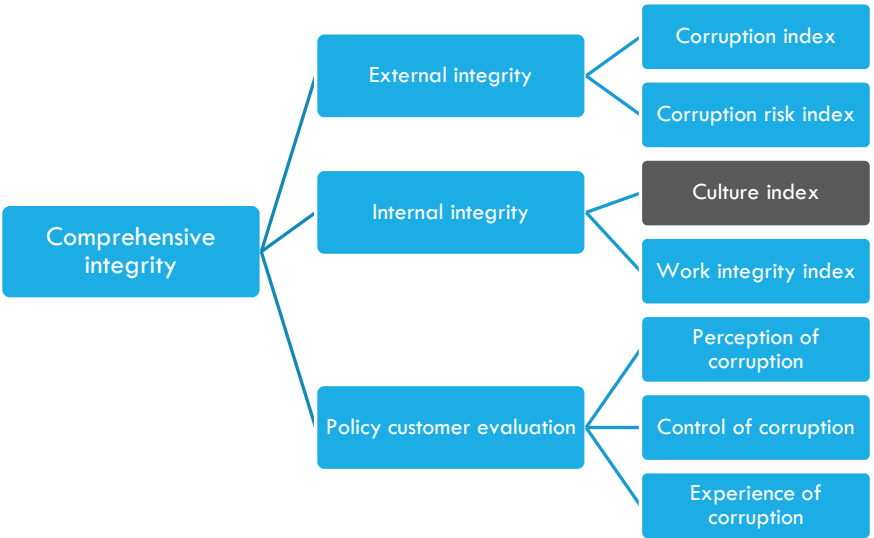 Comprehensive
integrity
External integrity
Corruption index
Corruption risk index
Internal integrity
Culture index
Work integrity index
Policy customer evaluation
Perception of
corruption
Control of corruption
Experience of
corruption